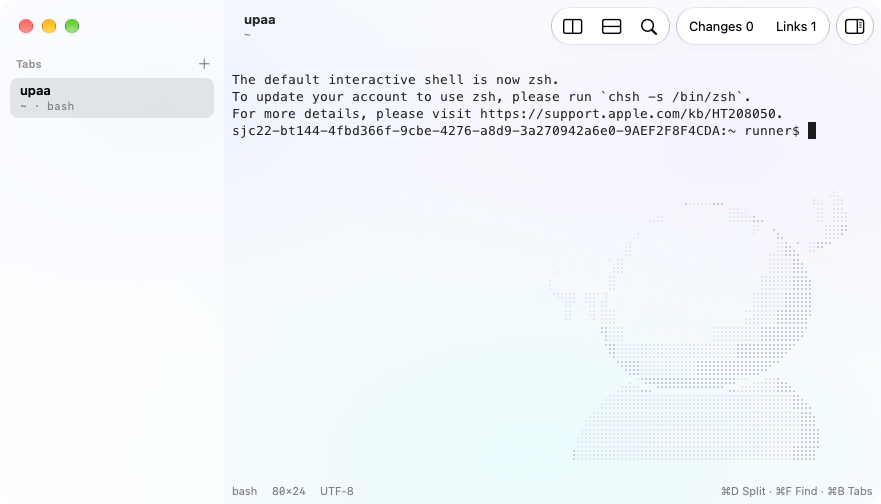 upaa
~
Changes 0
Links 1
Tabs
upaa
~ · bash
The default interactive shell is now zsh.
To update your account to use zsh, please run `chsh -s /bin/zsh`.
For more details, please visit https://support.apple.com/kb/HT208050.
sjc22-bt144-4fbd366f-9cbe-4276-a8d9-3a270942a6e0-9AEF2F8F4CDA:~ runner$
bash 80×24 UTF-8
⌘D Split · ⌘F Find · ⌘B Tabs